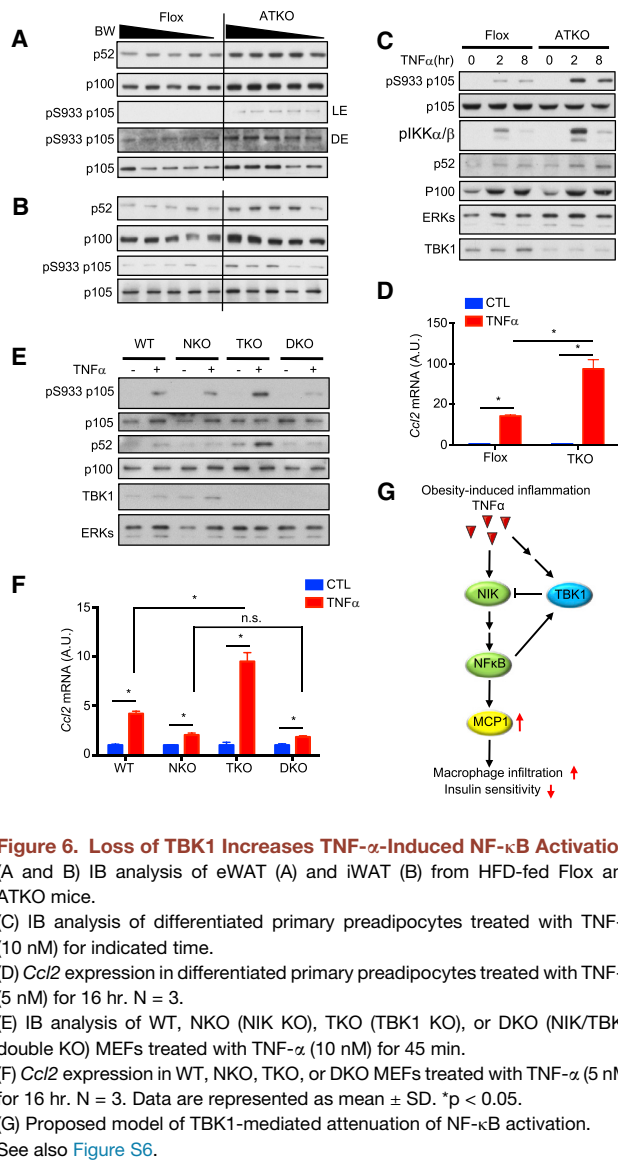 A
Flox ATKO
BW
p52
p100
pS933 p105 LE
pS933 p105 DE
p105
B
p52
p100
pS933 p105
p105
C
Flox ATKO
TNFα(hr) 0 2 8 0 2 8
pS933 p105
p105
pIKKα/β
p52
P100
ERKs
TBK1
D
CTL
TNFα
Ccl2 mRNA (A.U.)
150
100
20
0
* * *
Flox TKO
E
WT NKO TKO DKO
TNFα - + - + - + - +
pS933 p105
p105
p52
p100
TBK1
ERKs
F
CTL
TNFα
Ccl2 mRNA (A.U.)
15
10
5
0
*
n.s.
* * * *
WT NKO TKO DKO
G
Obesity-induced inflammation
TNFα
NIK TBK1
NFκB
MCP1
Macrophage infiltration
Insulin sensitivity
Figure 6. Loss of TBK1 Increases TNF-α-Induced NF-κB Activatio
(A and B) IB analysis of eWAT (A) and iWAT (B) from HFD-fed Flox an
ATKO mice.
(C) IB analysis of differentiated primary preadipocytes treated with TNF-
(10 nM) for indicated time.
(D) Ccl2 expression in differentiated primary preadipocytes treated with TNF-
(5 nM) for 16 hr. N = 3.
(E) IB analysis of WT, NKO (NIK KO), TKO (TBK1 KO), or DKO (NIK/TBK
double KO) MEFs treated with TNF-α (10 nM) for 45 min.
(F) Ccl2 expression in WT, NKO, TKO, or DKO MEFs treated with TNF-α (5 nM
for 16 hr. N = 3. Data are represented as mean ± SD. *p < 0.05.
(G) Proposed model of TBK1-mediated attenuation of NF-κB activation.
See also Figure S6.